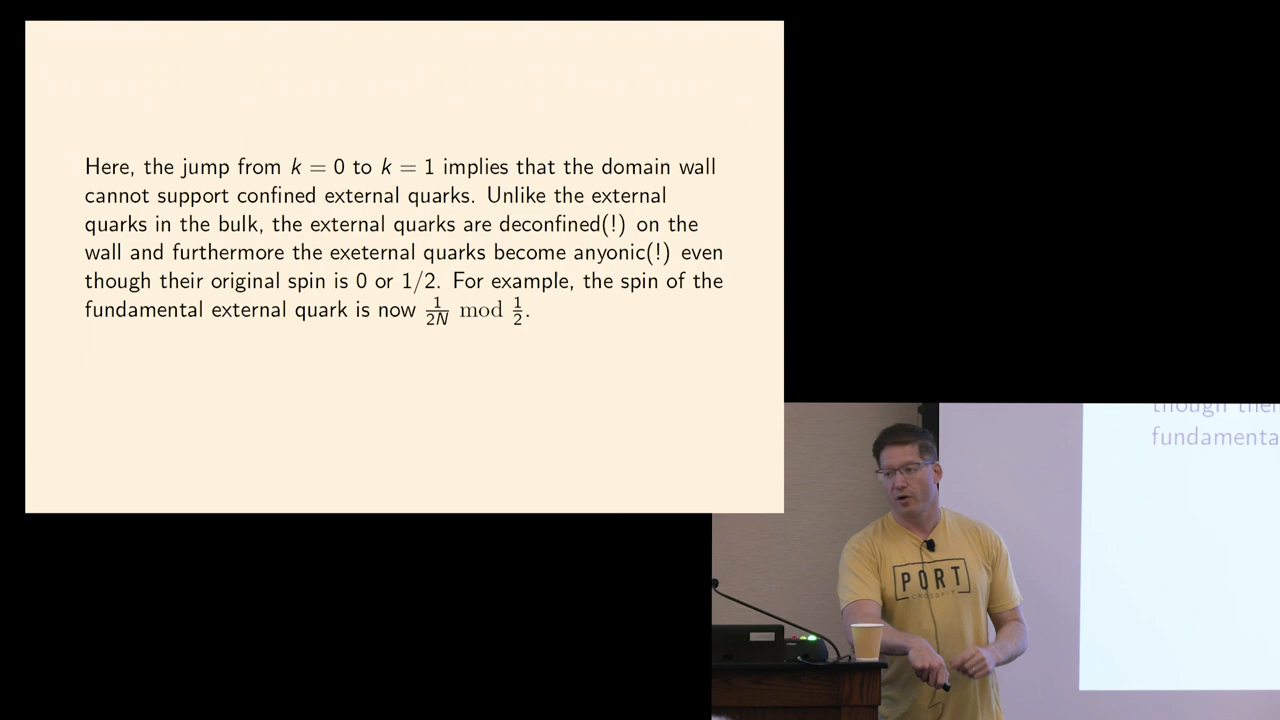 Here, the jump from k = 0 to k = 1 implies that the domain wall
cannot support confined external quarks. Unlike the external
quarks in the bulk, the external quarks are deconfined(!) on the
wall and furthermore the exeternal quarks become anyonic(!) even
though their original spin is 0 or 1/2. For example, the spin of the
fundamental external quark is now 1/2N mod 1/2.
though thei
fundamenta
PORT
CROSSFIT